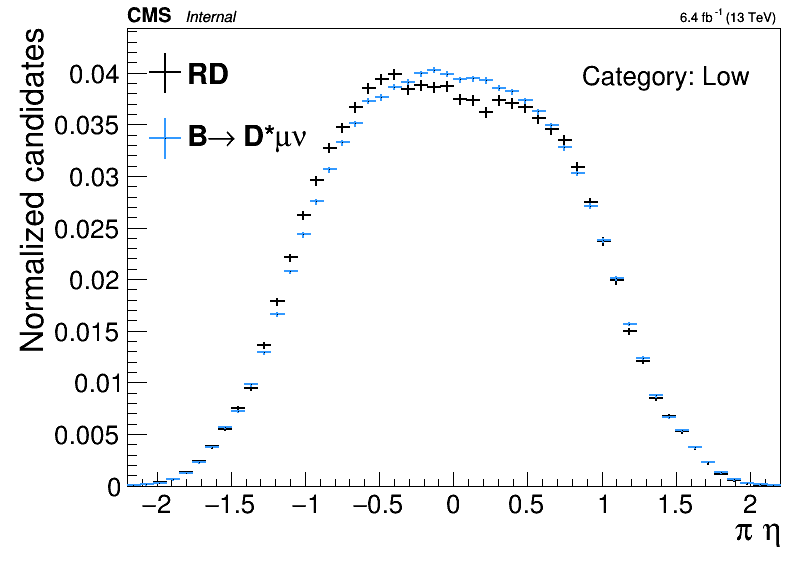 CMS Internal 6.4 fb⁻¹ (13 TeV)
Normalized candidates
RD
Category: Low
B→ D*μν
0.04
0.035
0.03
0.025
0.02
0.015
0.01
0.005
0
−2 −1.5 −1 −0.5 0 0.5 1 1.5 2
π η